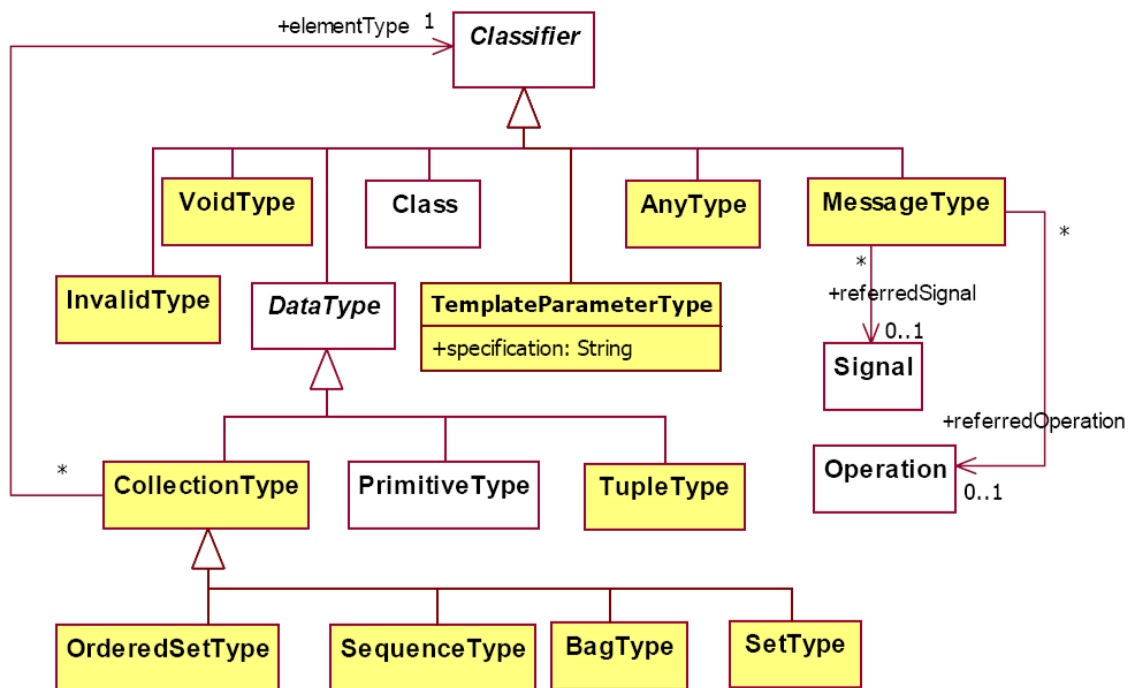 +elementType 1
Classifier
VoidType
Class
AnyType
MessageType
*
*
InvalidType
DataType
TemplateParameterType
+specification: String
+referredSignal
0..1
Signal
+referredOperation
*
CollectionType
PrimitiveType
TupleType
Operation
0..1
OrderedSetType
SequenceType
BagType
SetType